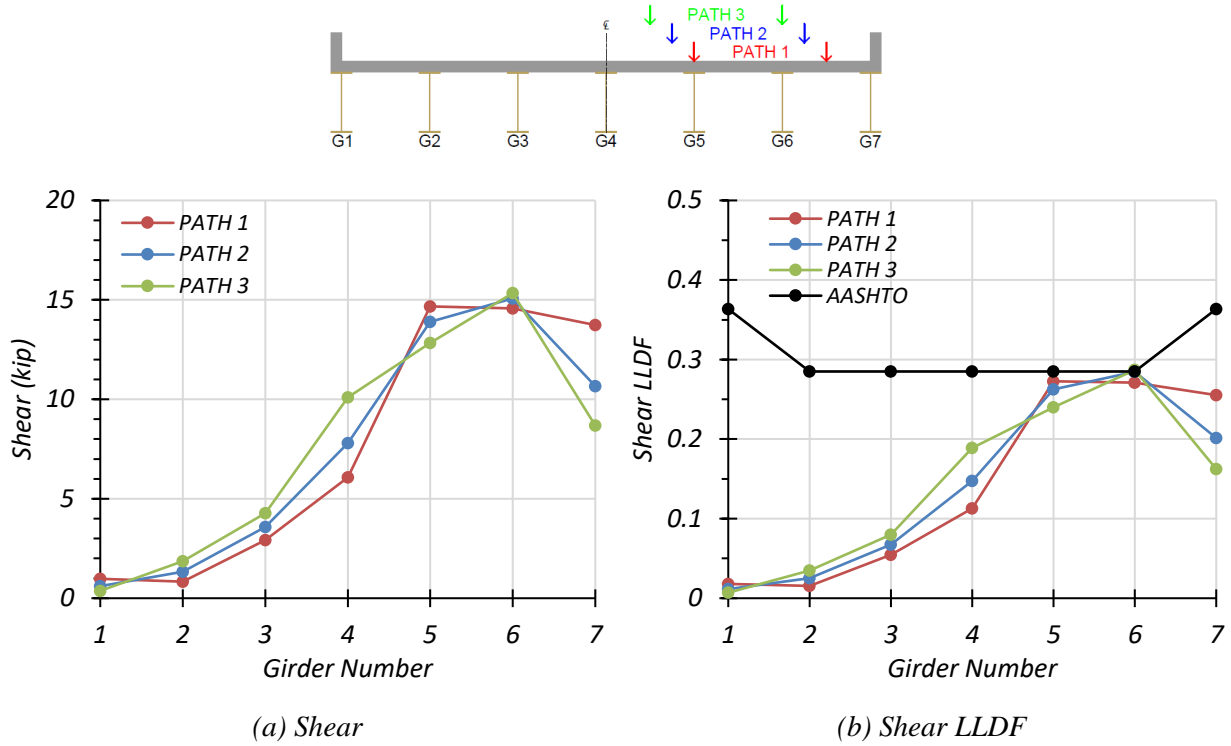 PATH 3
℄
PATH 2
PATH 1
G1 G2 G3 G4 G5 G6 G7
20
15
10
5
0
Shear (kip)
PATH 1
PATH 2
PATH 3
1 2 3 4 5 6 7
Girder Number
(a) Shear
0.5
0.4
0.3
0.2
0.1
0
Shear LLDF
PATH 1
PATH 2
PATH 3
AASHTO
1 2 3 4 5 6 7
Girder Number
(b) Shear LLDF